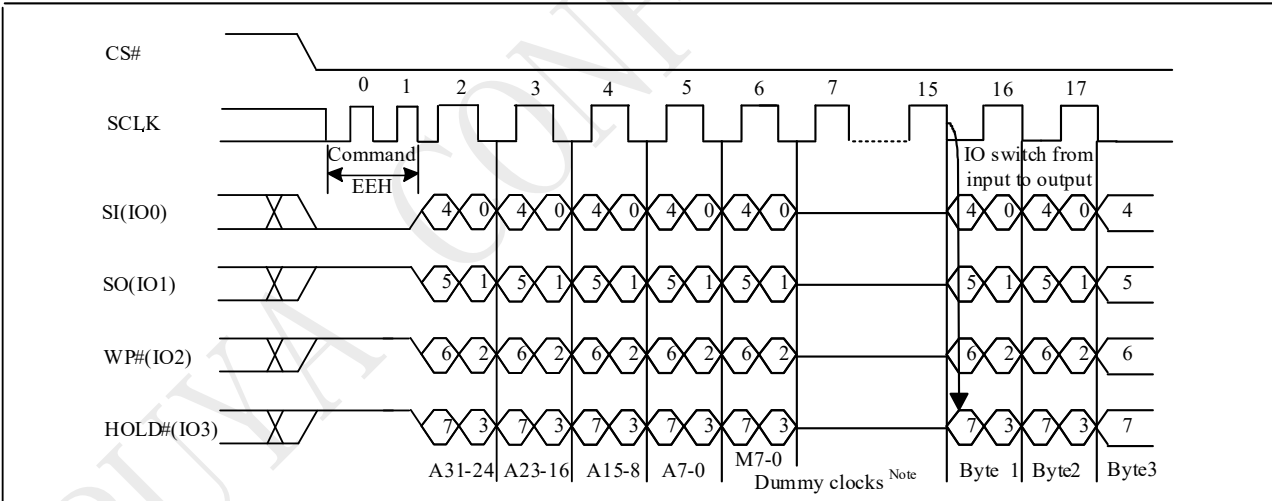 CS#
0 1 2 3 4 5 6 7 15 16 17
SCLK
Command
EEH
IO switch from
input to output
SI(IO0)
4 0 4 0 4 0 4 0 4 0 4 0 4 0 4
SO(IO1)
5 1 5 1 5 1 5 1 5 1 5 1 5 1 5
WP#(IO2)
6 2 6 2 6 2 6 2 6 2 6 2 6 2 6
HOLD#(IO3)
7 3 7 3 7 3 7 3 7 3 7 3 7 3 7
A31-24 A23-16 A15-8 A7-0 M7-0 Dummy clocks Note Byte 1 Byte2 Byte3
PUYA CONF